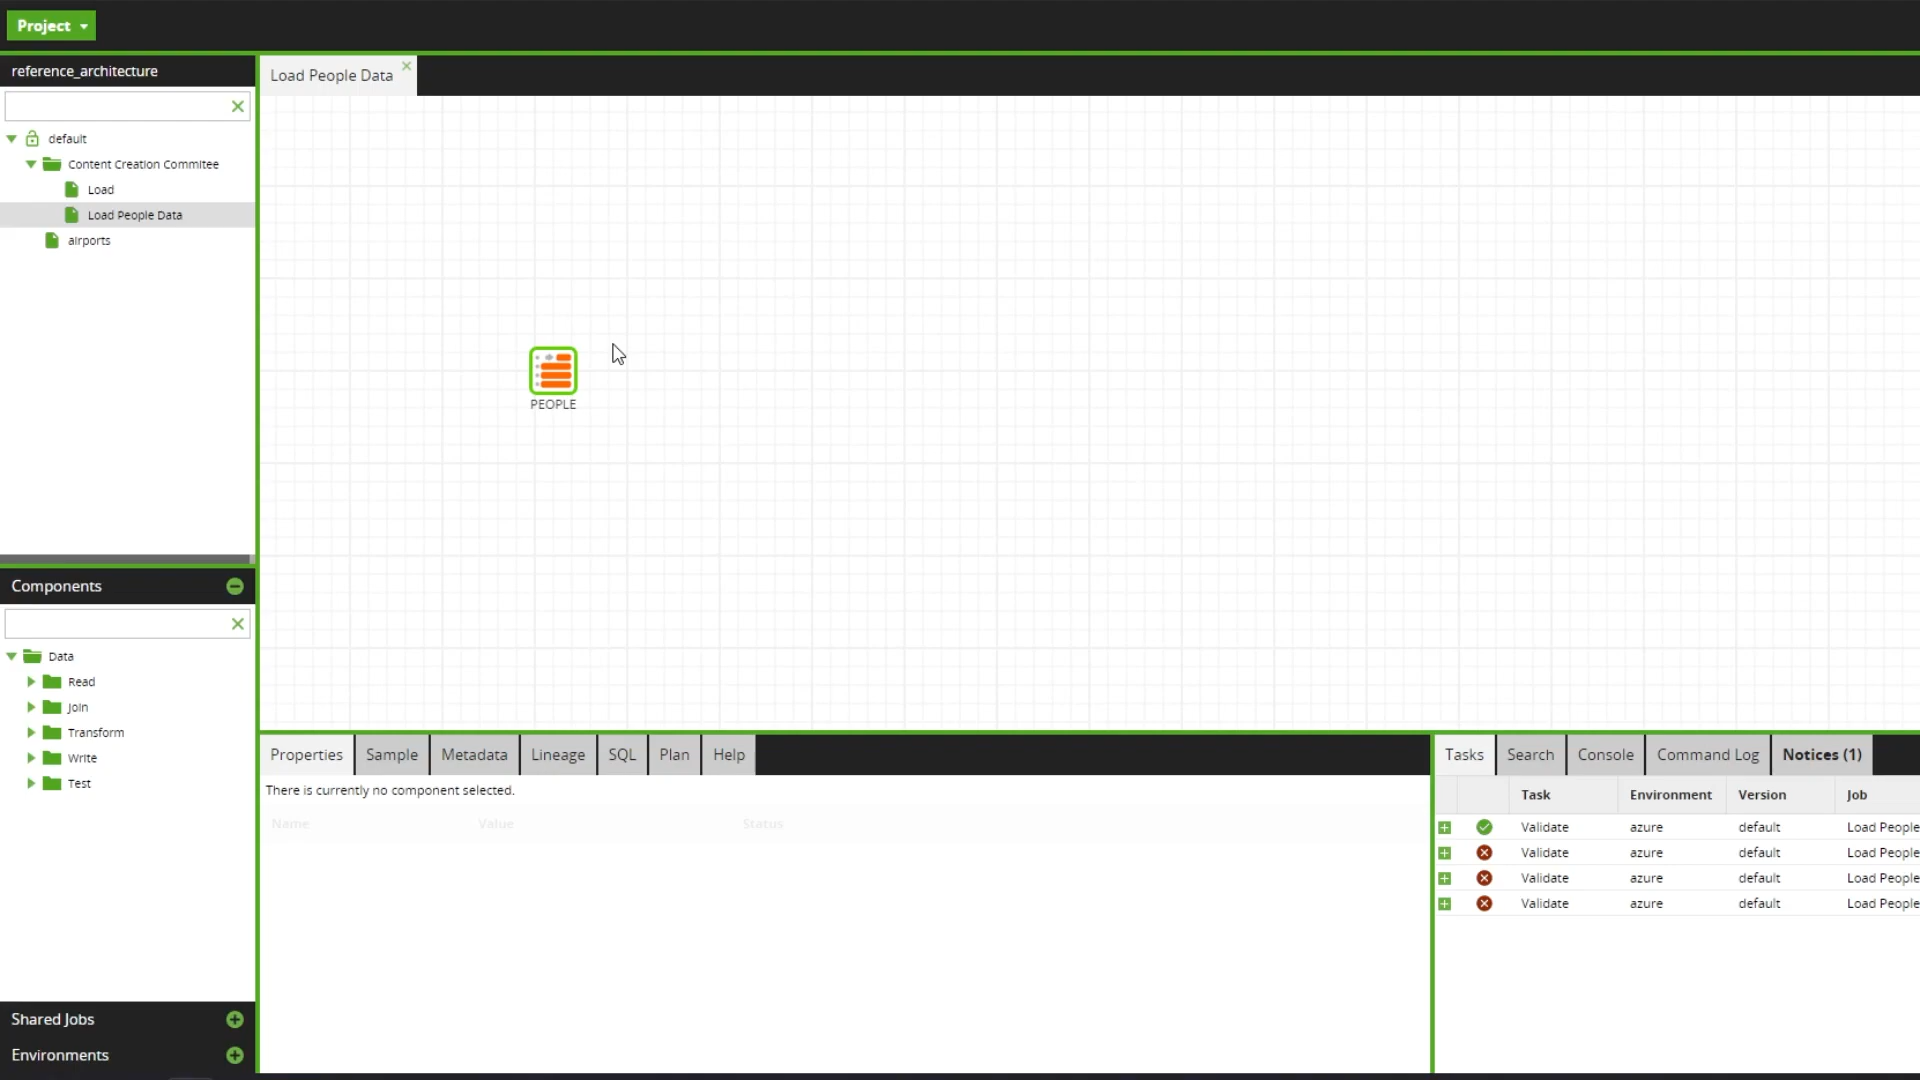 Project
reference_architecture
Load People Data
default
Content Creation Commitee
Load
Load People Data
airports
PEOPLE
Components
Data
Read
Join
Transform
Write
Test
Shared Jobs
Environments
Properties Sample Metadata Lineage SQL Plan Help
There is currently no component selected.
Name Value Status
Tasks Search Console Command Log Notices (1)
Task Environment Version Job
Validate azure default Load People
Validate azure default Load People
Validate azure default Load People
Validate azure default Load People